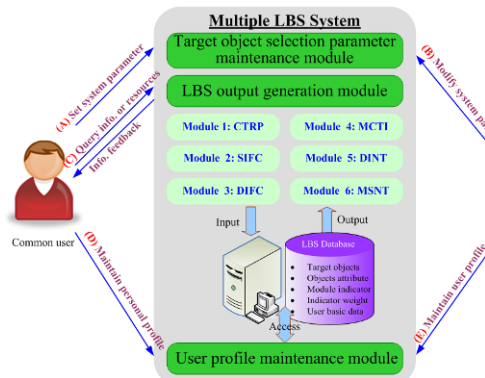 Multiple LBS System
Target object selection parameter
maintenance module
LBS output generation module
Module 1: CTRP
Module 4: MCTI
Module 2: SIFC
Module 5: DINT
Module 3: DIFC
Module 6: MSNT
Input
Output
LBS Database
• Target objects
• Objects attribute
• Module indicator
• Indicator weight
• User basic data
Access
User profile maintenance module
(A) Set system parameter
(C) Query info. or resources
Info. feedback
Common user
(D) Maintain personal profile
(B) Modify system
(E) Maintain user profile